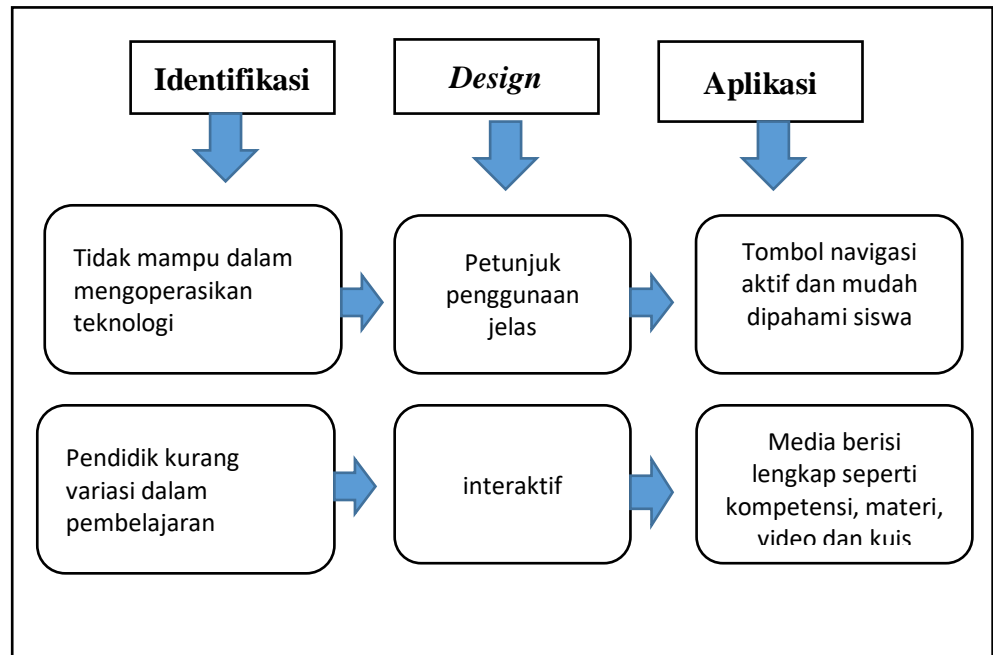 Identifikasi
Design
Aplikasi
Tidak mampu dalam
mengoperasikan
teknologi
Petunjuk
penggunaan
jelas
Tombol navigasi
aktif dan mudah
dipahami siswa
Pendidik kurang
variasi dalam
pembelajaran
interaktif
Media berisi
lengkap seperti
kompetensi, materi,
video dan kuis